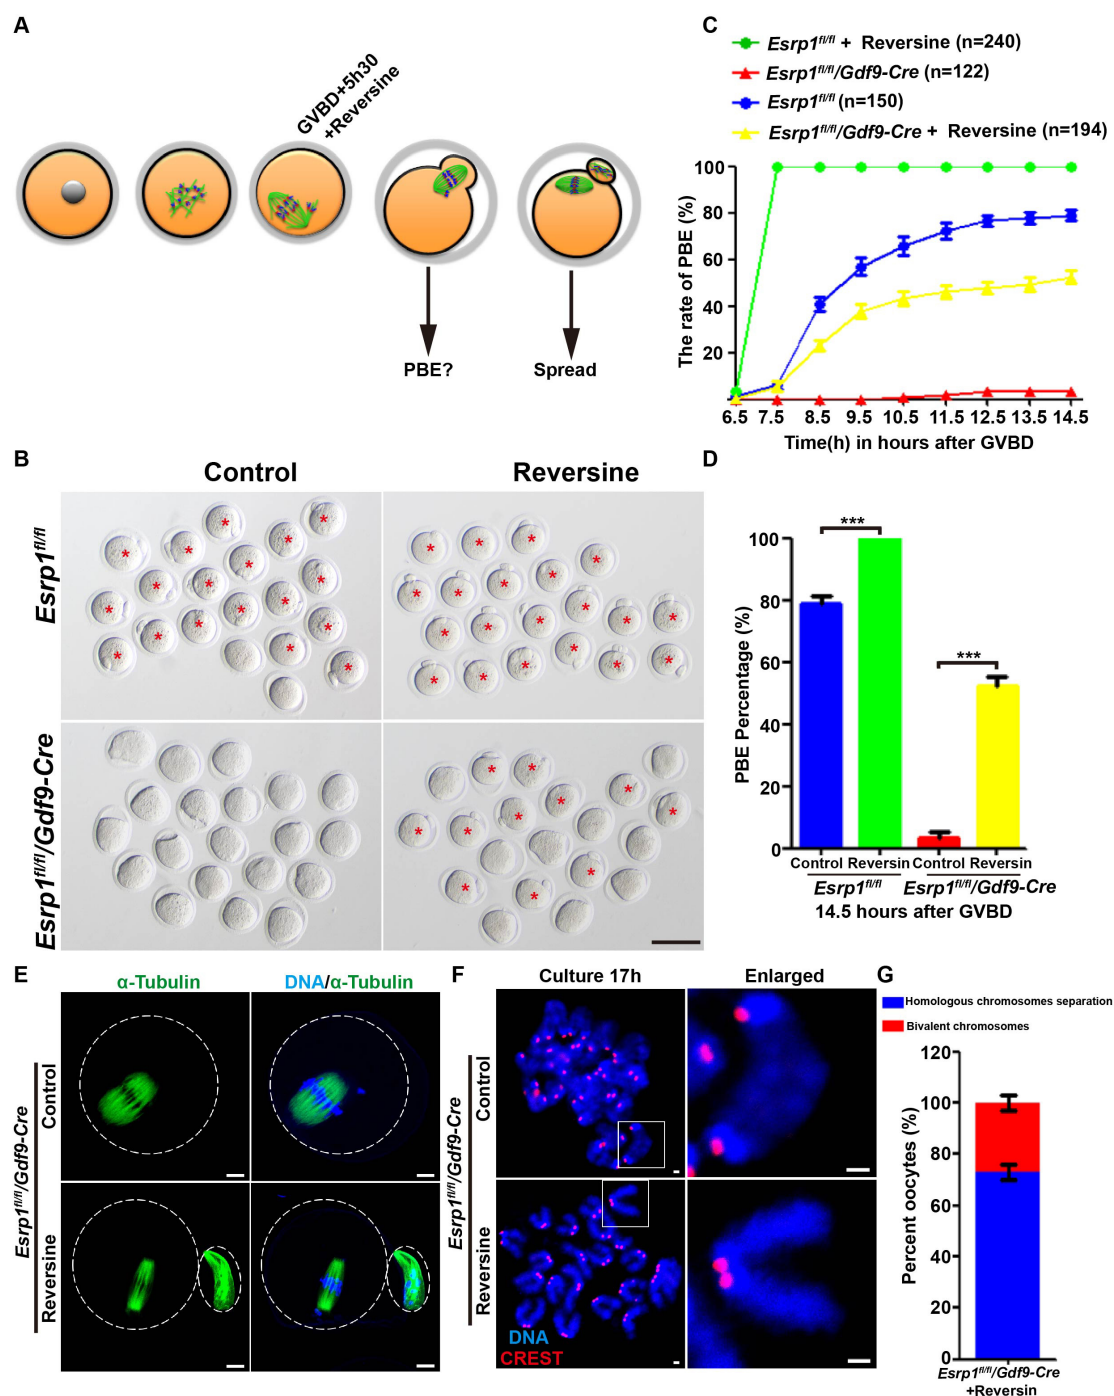 A
GVBD+5h30
+Reversine
PBE?
Spread
C
Esrp1fl/fl + Reversine (n=240)
Esrp1fl/fl/Gdf9-Cre (n=122)
Esrp1fl/fl (n=150)
Esrp1fl/fl/Gdf9-Cre + Reversine (n=194)
The rate of PBE (%)
100
80
60
40
20
6.5 7.5 8.5 9.5 10.5 11.5 12.5 13.5 14.5
Time(h) in hours after GVBD
B
Control Reversine
Esrp1fl/fl
Esrp1fl/fl/Gdf9-Cre
D
PBE Percentage (%)
100
80
60
40
20
0
***
***
Control Reversin Control Reversin
Esrp1fl/fl Esrp1fl/fl/Gdf9-Cre
14.5 hours after GVBD
E
α-Tubulin DNA/α-Tubulin
Esrp1fl/fl/Gdf9-Cre
Control
Reversine
F
Culture 17h Enlarged
Esrp1fl/fl/Gdf9-Cre
Control
Reversine
DNA
CREST
G
Homologous chromosomes separation
Bivalent chromosomes
Percent oocytes (%)
120
100
80
60
40
20
0
Esrp1fl/fl/Gdf9-Cre
+Reversin